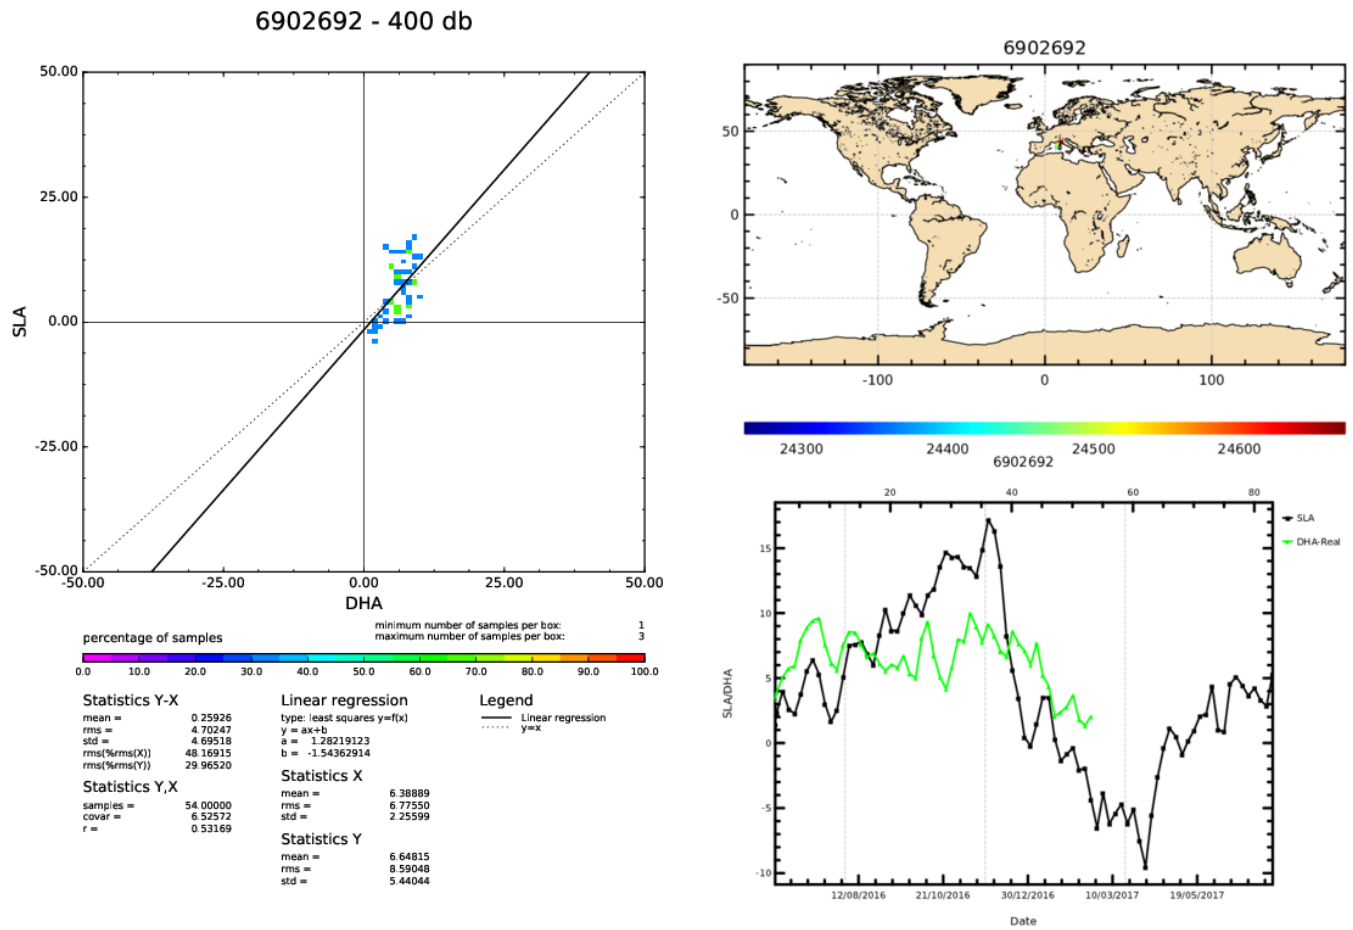 6902692 - 400 db
50.00
25.00
0.00
-25.00
-50.00
SLA
-50.00 -25.00 0.00 25.00 50.00
DHA
minimum number of samples per box: 1
maximum number of samples per box: 3
percentage of samples
0.0 10.0 20.0 30.0 40.0 50.0 60.0 70.0 80.0 90.0 100.0
Statistics Y-X
mean = 0.25926
rms = 4.70247
std = 4.69518
rms(%rms(X)) 48.16915
rms(%rms(Y)) 29.96520
Statistics Y,X
samples = 54.00000
covar = 6.52572
r = 0.53169
Linear regression
type: least squares y=f(x)
y = ax+b
a = 1.28219123
b = -1.54362914
Statistics X
mean = 6.38889
rms = 6.77550
std = 2.25599
Statistics Y
mean = 6.64815
rms = 8.59048
std = 5.44044
Legend
Linear regression
y=x
6902692
50
0
-50
-100 0 100
24300 24400 24500 24600
6902692
20 40 60 80
15
10
5
0
-5
-10
SLA/DHA
12/08/2016 21/10/2016 30/12/2016 10/03/2017 19/05/2017
Date
SLA
DHA-Real